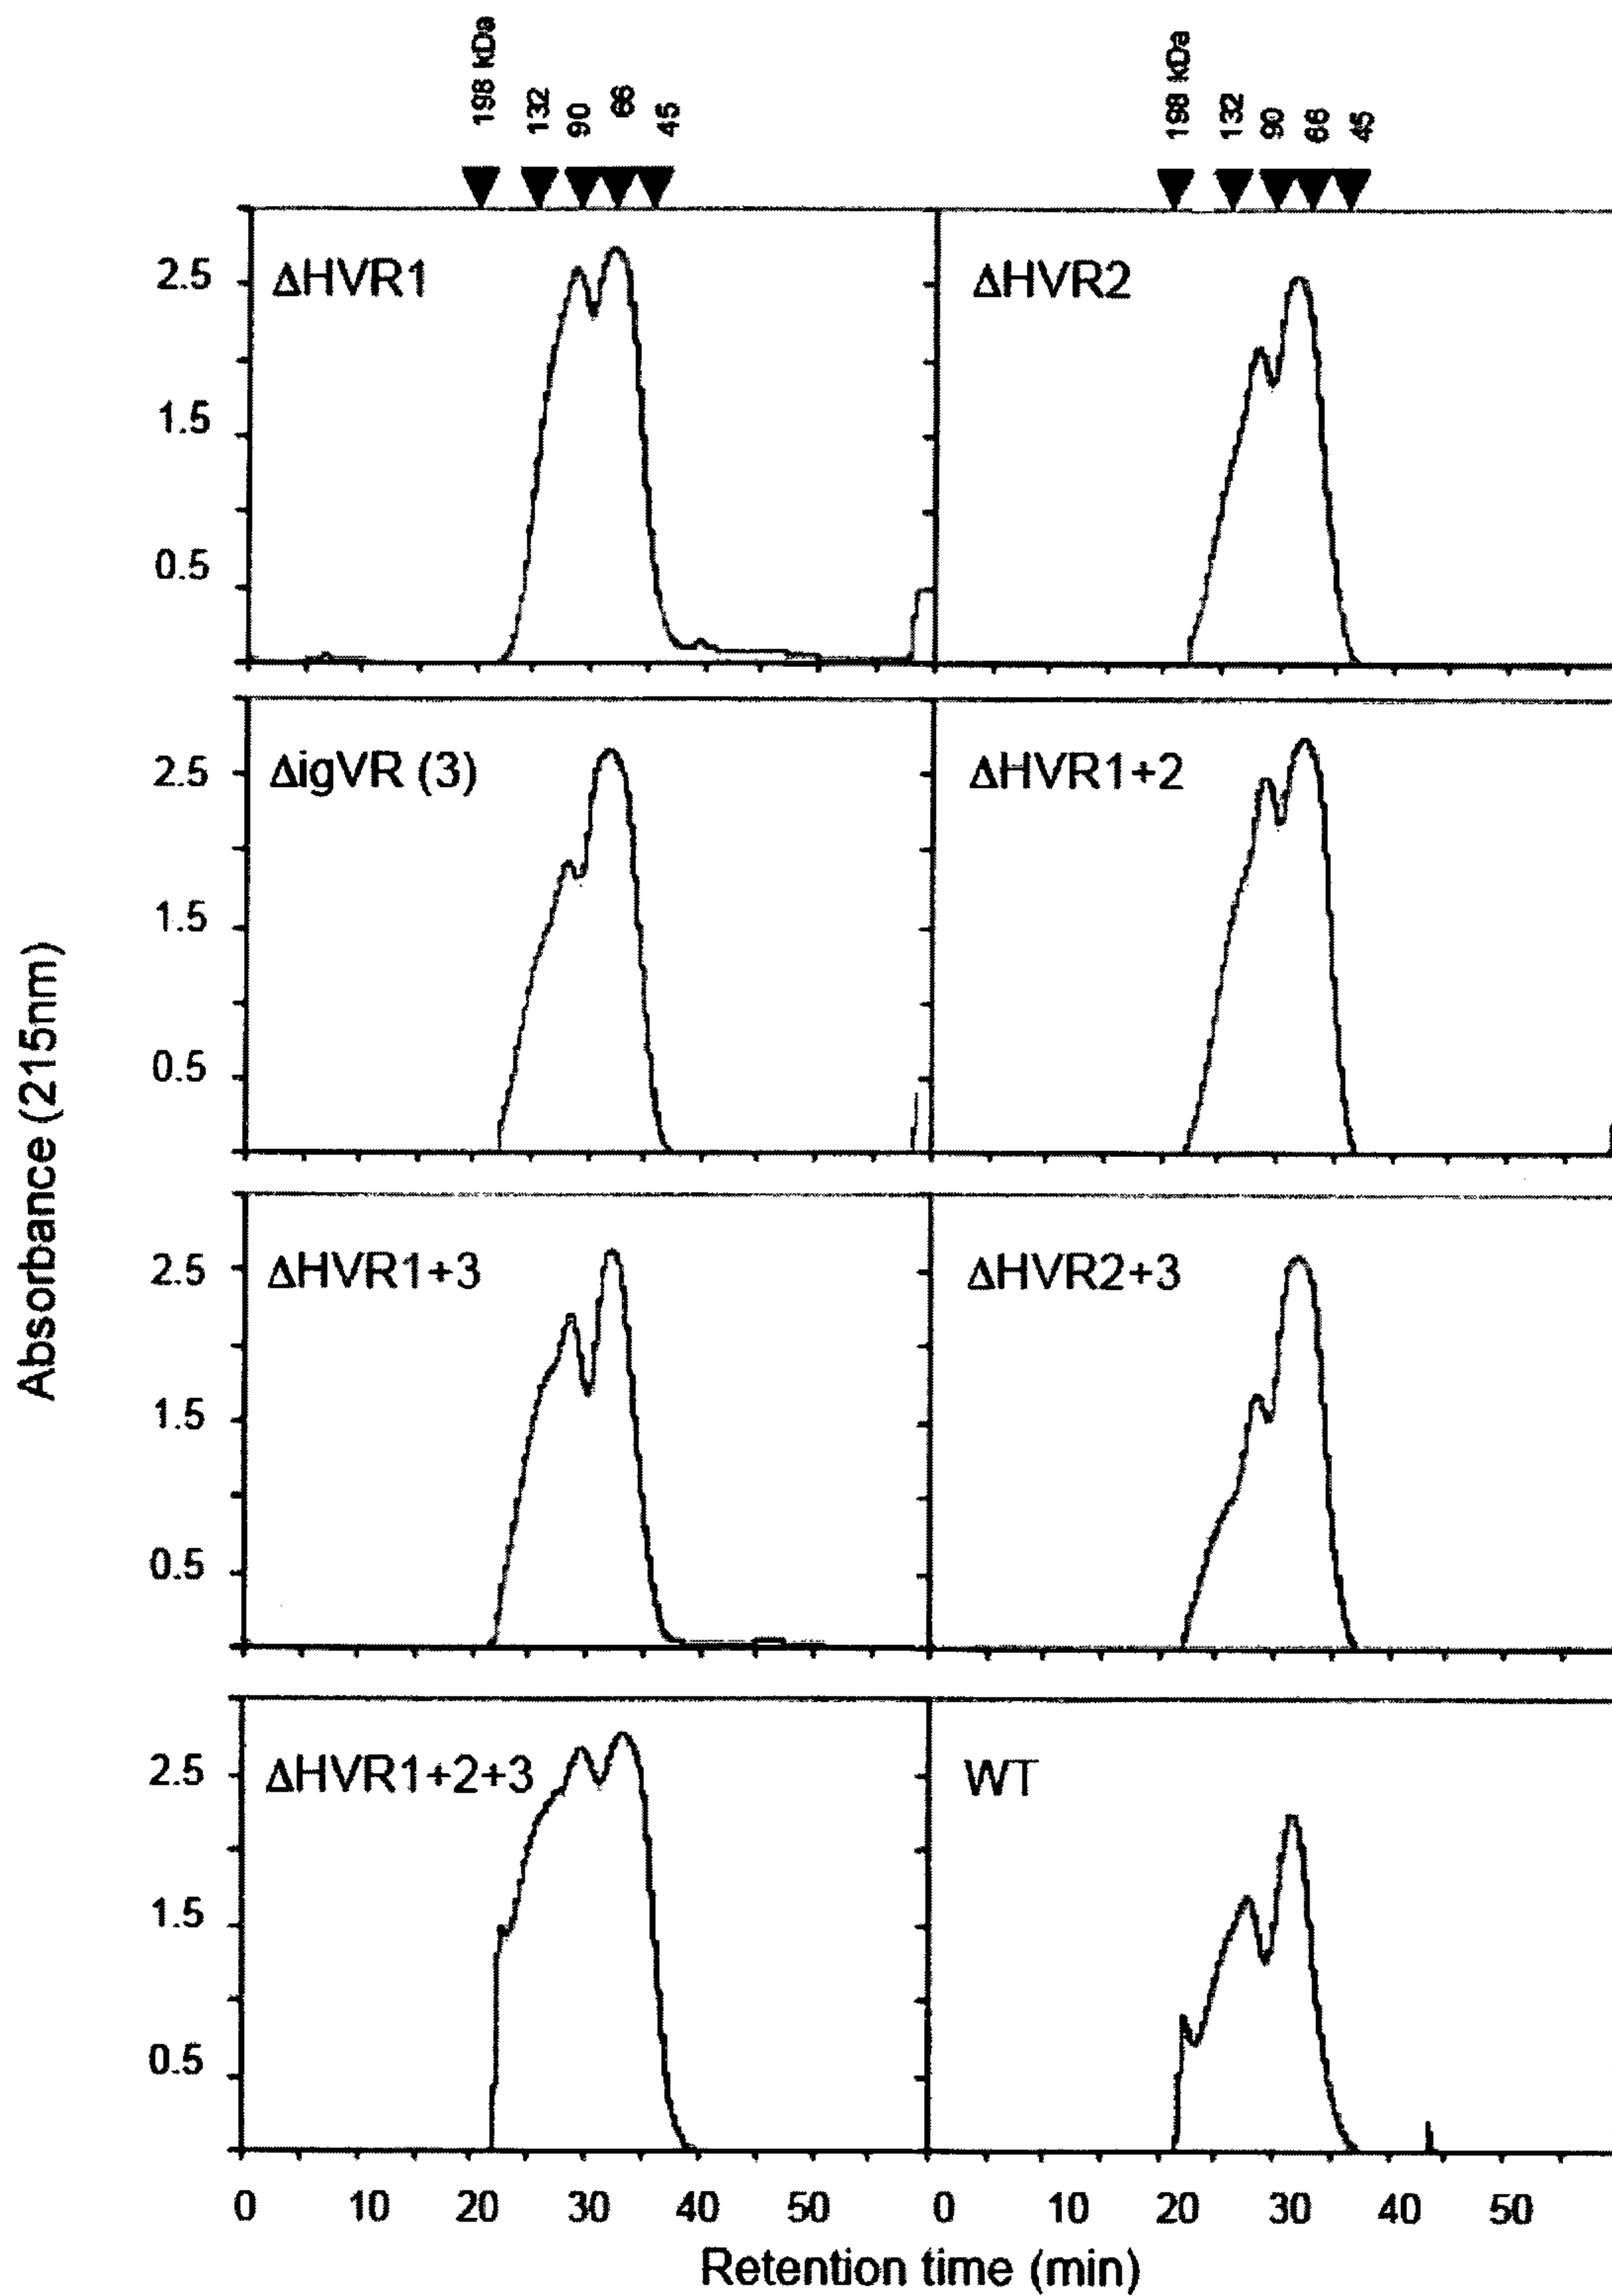 198 kDa 132 90 66 45 198 kDa 132 90 66 45
2.5 ΔHVR1 ΔHVR2
1.5
0.5
2.5 ΔigVR (3) ΔHVR1+2
1.5
0.5
2.5 ΔHVR1+3 ΔHVR2+3
1.5
0.5
2.5 ΔHVR1+2+3 WT
1.5
0.5
Absorbance (215nm)
0 10 20 30 40 50 0 10 20 30 40 50
Retention time (min)